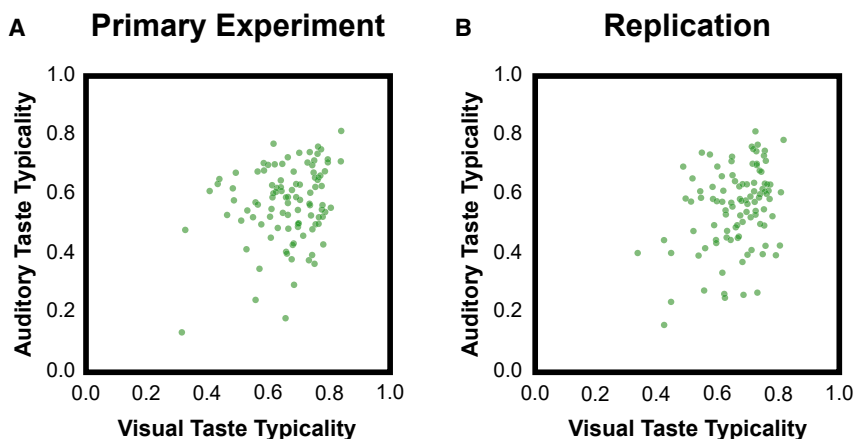 A Primary Experiment
B Replication
Auditory Taste Typicality
1.0
0.8
0.6
0.4
0.2
0.0
0.0 0.2 0.4 0.6 0.8 1.0
Visual Taste Typicality
Auditory Taste Typicality
1.0
0.8
0.6
0.4
0.2
0.0
0.0 0.2 0.4 0.6 0.8 1.0
Visual Taste Typicality